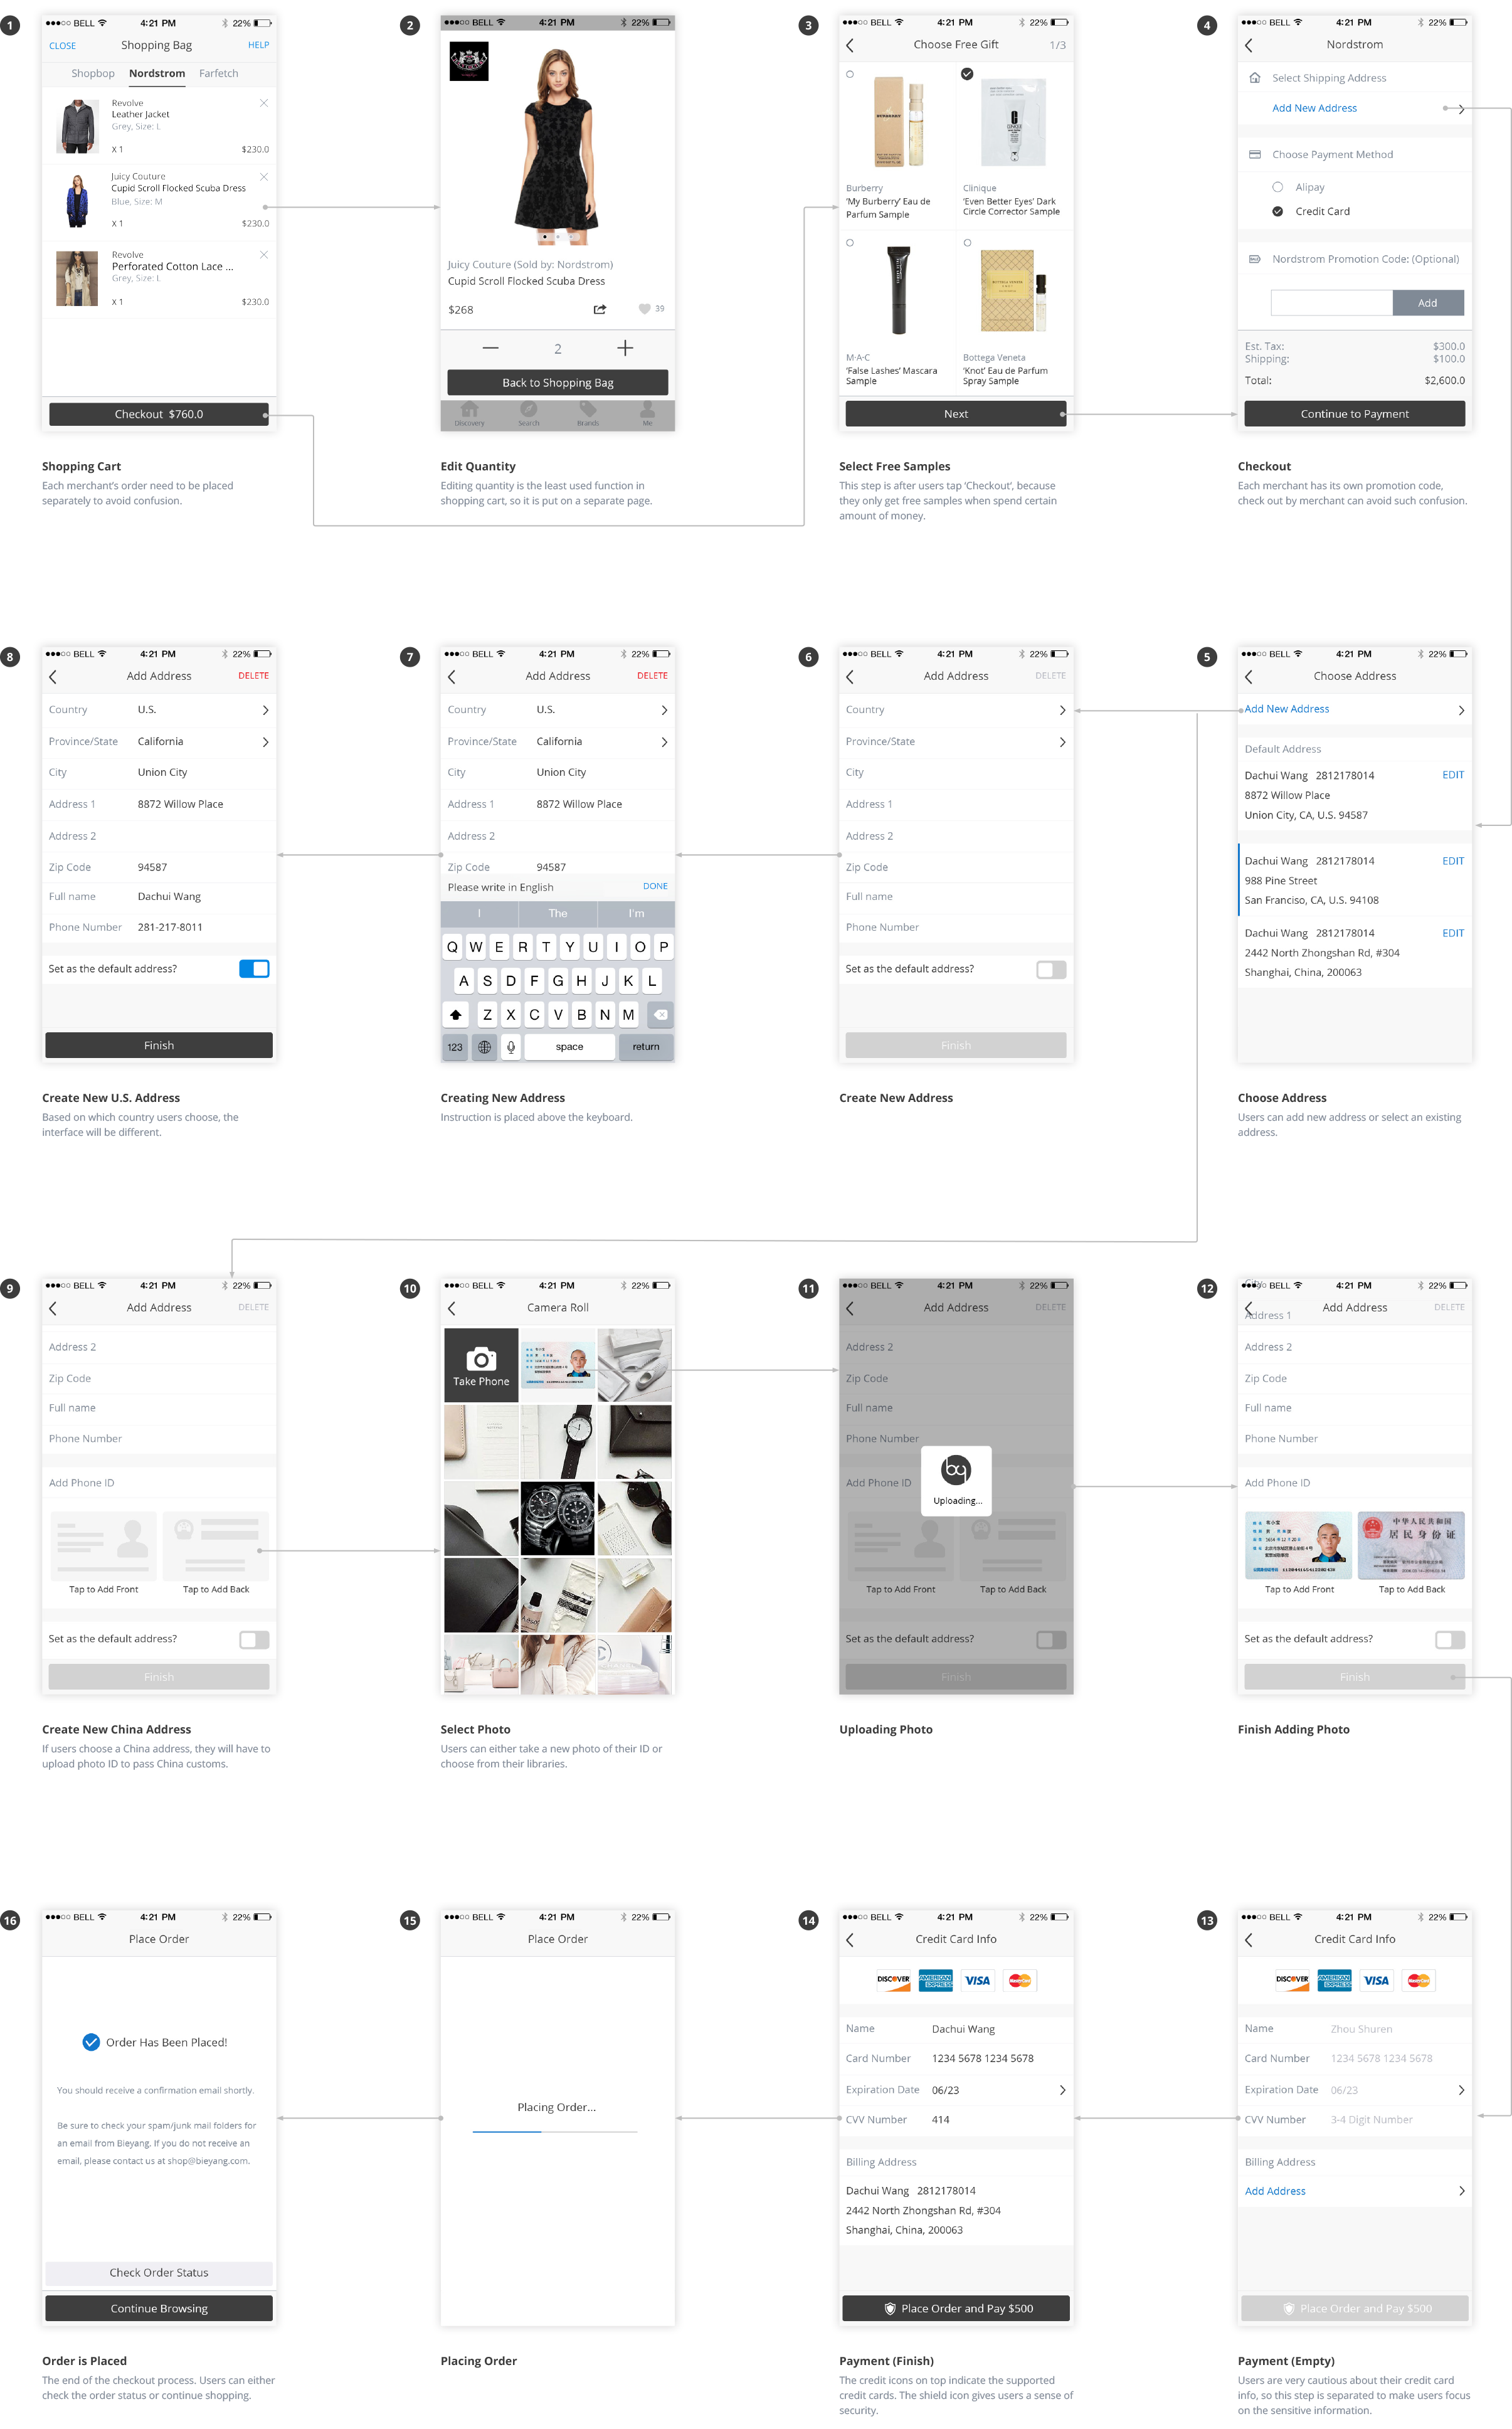 1
●●●○○ BELL 4:21 PM 22%
CLOSE Shopping Bag HELP
Shopbop Nordstrom Farfetch
Revolve
Leather Jacket
Grey, Size: L
X 1 $230.0
Juicy Couture
Cupid Scroll Flocked Scuba Dress
Blue, Size: M
X 1 $230.0
Revolve
Perforated Cotton Lace ...
Grey, Size: L
X 1 $230.0
Checkout $760.0
Shopping Cart
Each merchant's order need to be placed
separately to avoid confusion.
2
●●●○○ BELL 4:21 PM 22%
Juicy Couture (Sold by: Nordstrom)
Cupid Scroll Flocked Scuba Dress
$268 39
2
Back to Shopping Bag
Discovery Search Brands Me
Edit Quantity
Editing quantity is the least used function in
shopping cart, so it is put on a separate page.
3
●●●○○ BELL 4:21 PM 22%
Choose Free Gift 1/3
BURBERRY
CLINIQUE
Burberry
'My Burberry' Eau de
Parfum Sample
Clinique
'Even Better Eyes' Dark
Circle Corrector Sample
BOTTEGA VENETA
M·A·C
'False Lashes' Mascara
Sample
Bottega Veneta
'Knot' Eau de Parfum
Spray Sample
Next
Select Free Samples
This step is after users tap 'Checkout', because
they only get free samples when spend certain
amount of money.
4
●●●○○ BELL 4:21 PM 22%
Nordstrom
Select Shipping Address
Add New Address
Choose Payment Method
Alipay
Credit Card
Nordstrom Promotion Code: (Optional)
Add
Est. Tax: $300.0
Shipping: $100.0
Total: $2,600.0
Continue to Payment
Checkout
Each merchant has its own promotion code,
check out by merchant can avoid such confusion.
8
●●●○○ BELL 4:21 PM 22%
Add Address DELETE
Country U.S.
Province/State California
City Union City
Address 1 8872 Willow Place
Address 2
Zip Code 94587
Full name Dachui Wang
Phone Number 281-217-8011
Set as the default address?
Finish
Create New U.S. Address
Based on which country users choose, the
interface will be different.
7
●●●○○ BELL 4:21 PM 22%
Add Address DELETE
Country U.S.
Province/State California
City Union City
Address 1 8872 Willow Place
Address 2
Zip Code 94587
Please write in English DONE
I The I'm
Q W E R T Y U I O P
A S D F G H J K L
Z X C V B N M
123 space return
Creating New Address
Instruction is placed above the keyboard.
6
●●●○○ BELL 4:21 PM 22%
Add Address DELETE
Country
Province/State
City
Address 1
Address 2
Zip Code
Full name
Phone Number
Set as the default address?
Finish
Create New Address
5
●●●○○ BELL 4:21 PM 22%
Choose Address
Add New Address
Default Address
Dachui Wang 2812178014 EDIT
8872 Willow Place
Union City, CA, U.S. 94587
Dachui Wang 2812178014 EDIT
988 Pine Street
San Franciso, CA, U.S. 94108
Dachui Wang 2812178014 EDIT
2442 North Zhongshan Rd, #304
Shanghai, China, 200063
Choose Address
Users can add new address or select an existing
address.
9
●●●○○ BELL 4:21 PM 22%
Add Address DELETE
Address 2
Zip Code
Full name
Phone Number
Add Phone ID
Tap to Add Front Tap to Add Back
Set as the default address?
Finish
Create New China Address
If users choose a China address, they will have to
upload photo ID to pass China customs.
10
●●●○○ BELL 4:21 PM 22%
Camera Roll
Take Phone
Select Photo
Users can either take a new photo of their ID or
choose from their libraries.
11
●●●○○ BELL 4:21 PM 22%
Add Address DELETE
Address 2
Zip Code
Full name
Phone Number
Add Phone ID
by
Uploading...
Tap to Add Front Tap to Add Back
Set as the default address?
Finish
Uploading Photo
12
●●●○○ BELL 4:21 PM 22%
City
Add Address DELETE
Address 1
Address 2
Zip Code
Full name
Phone Number
Add Phone ID
中华人民共和国
居民身份证
Tap to Add Front Tap to Add Back
Set as the default address?
Finish
Finish Adding Photo
16
●●●○○ BELL 4:21 PM 22%
Place Order
Order Has Been Placed!
You should receive a confirmation email shortly.
Be sure to check your spam/junk mail folders for
an email from Bieyang. If you do not receive an
email, please contact us at shop@bieyang.com.
Check Order Status
Continue Browsing
Order is Placed
The end of the checkout process. Users can either
check the order status or continue shopping.
15
●●●○○ BELL 4:21 PM 22%
Place Order
Placing Order...
Placing Order
14
●●●○○ BELL 4:21 PM 22%
Credit Card Info
DISCOVER AMERICAN EXPRESS VISA MasterCard
Name Dachui Wang
Card Number 1234 5678 1234 5678
Expiration Date 06/23
CVV Number 414
Billing Address
Dachui Wang 2812178014
2442 North Zhongshan Rd, #304
Shanghai, China, 200063
Place Order and Pay $500
Payment (Finish)
The credit icons on top indicate the supported
credit cards. The shield icon gives users a sense of
security.
13
●●●○○ BELL 4:21 PM 22%
Credit Card Info
DISCOVER AMERICAN EXPRESS VISA MasterCard
Name Zhou Shuren
Card Number 1234 5678 1234 5678
Expiration Date 06/23
CVV Number 3-4 Digit Number
Billing Address
Add Address
Place Order and Pay $500
Payment (Empty)
Users are very cautious about their credit card
info, so this step is separated to make users focus
on the sensitive information.